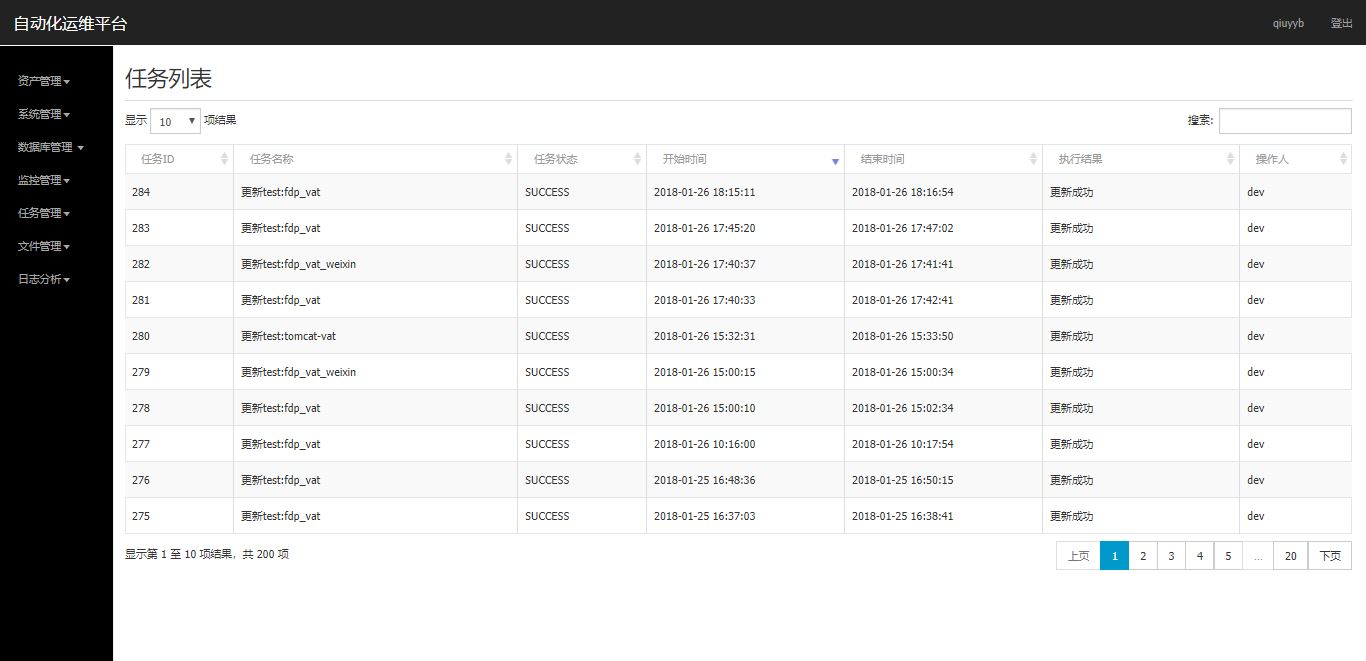 自动化运维平台 qiuyyb 登出
资产管理
系统管理
数据库管理
监控管理
任务管理
文件管理
日志分析
任务列表
显示 10 项结果 搜索:
任务ID 任务名称 任务状态 开始时间 结束时间 执行结果 操作人
284 更新test:fdp_vat SUCCESS 2018-01-26 18:15:11 2018-01-26 18:16:54 更新成功 dev
283 更新test:fdp_vat SUCCESS 2018-01-26 17:45:20 2018-01-26 17:47:02 更新成功 dev
282 更新test:fdp_vat_weixin SUCCESS 2018-01-26 17:40:37 2018-01-26 17:41:41 更新成功 dev
281 更新test:fdp_vat SUCCESS 2018-01-26 17:40:33 2018-01-26 17:42:41 更新成功 dev
280 更新test:tomcat-vat SUCCESS 2018-01-26 15:32:31 2018-01-26 15:33:50 更新成功 dev
279 更新test:fdp_vat_weixin SUCCESS 2018-01-26 15:00:15 2018-01-26 15:00:34 更新成功 dev
278 更新test:fdp_vat SUCCESS 2018-01-26 15:00:10 2018-01-26 15:02:34 更新成功 dev
277 更新test:fdp_vat SUCCESS 2018-01-26 10:16:00 2018-01-26 10:17:54 更新成功 dev
276 更新test:fdp_vat SUCCESS 2018-01-25 16:48:36 2018-01-25 16:50:15 更新成功 dev
275 更新test:fdp_vat SUCCESS 2018-01-25 16:37:03 2018-01-25 16:38:41 更新成功 dev
显示第 1 至 10 项结果，共 200 项 上页 1 2 3 4 5 … 20 下页